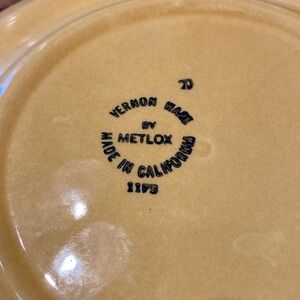 VERNON WARE
BY
METLOX
MADE IN CALIFORNIA